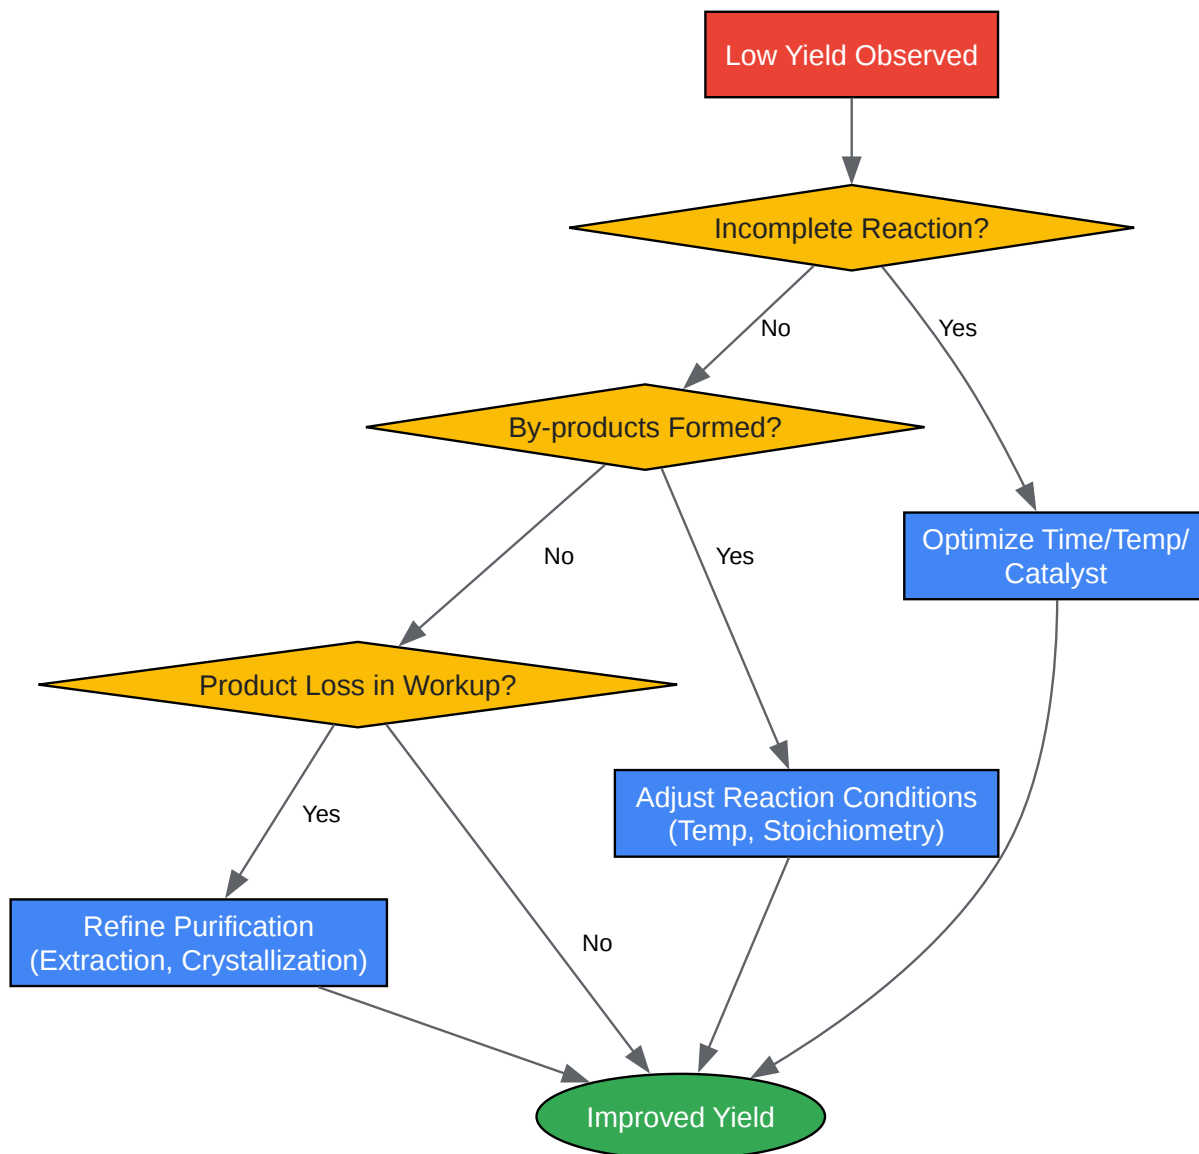 Low Yield Observed
Incomplete Reaction?
No
Yes
By-products Formed?
Optimize Time/Temp/
Catalyst
No
Yes
Product Loss in Workup?
Adjust Reaction Conditions
(Temp, Stoichiometry)
Yes
Refine Purification
(Extraction, Crystallization)
No
Improved Yield